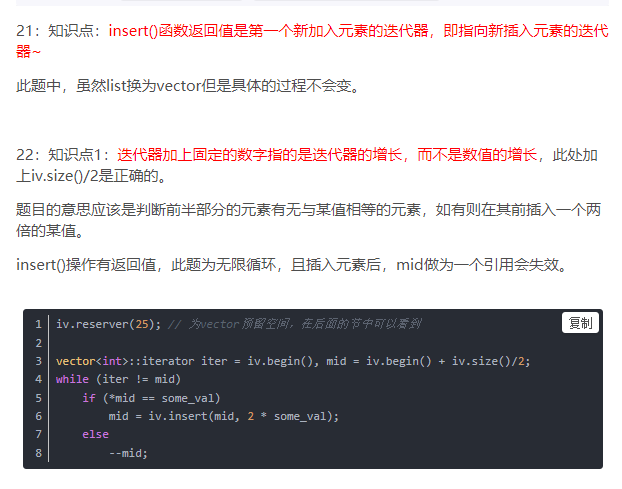 21：知识点：insert()函数返回值是第一个新加入元素的迭代器，即指向新插入元素的迭代
器~
此题中，虽然list换为vector但是具体的过程不会变。
22：知识点1：迭代器加上固定的数字指的是迭代器的增长，而不是数值的增长，此处加
上iv.size()/2是正确的。
题目的意思应该是判断前半部分的元素有无与某值相等的元素，如有则在其前插入一个两
倍的某值。
insert()操作有返回值，此题为无限循环，且插入元素后，mid做为一个引用会失效。
复制
1 iv.reserver(25); // 为vector预留空间，在后面的节中可以看到
2
3 vector<int>::iterator iter = iv.begin(), mid = iv.begin() + iv.size()/2;
4 while (iter != mid)
5     if (*mid == some_val)
6         mid = iv.insert(mid, 2 * some_val);
7     else
8         --mid;